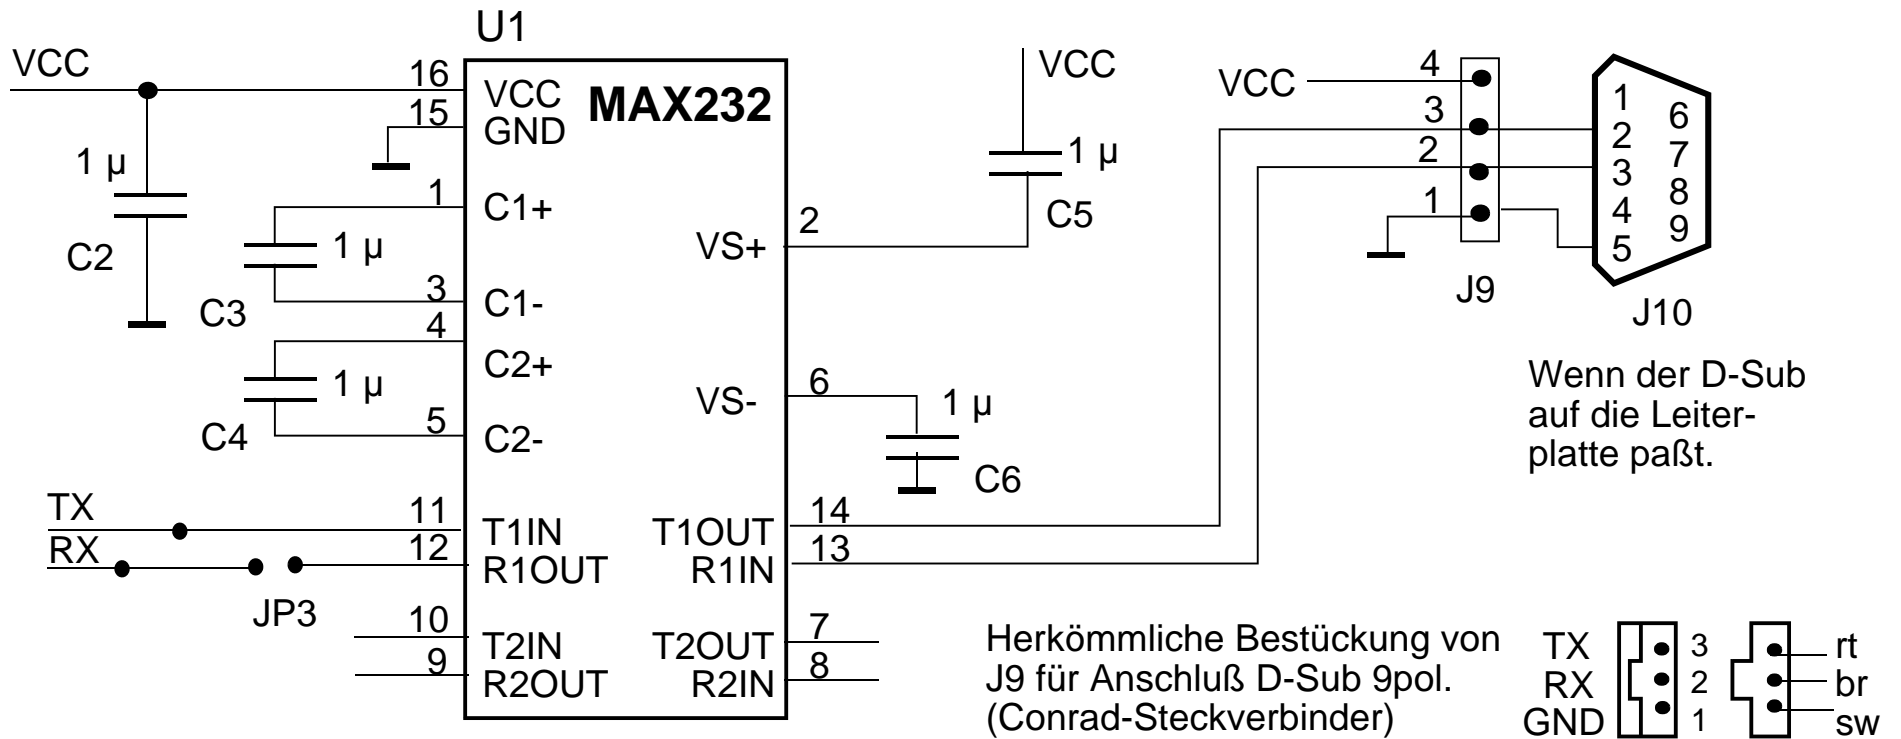 U1
VCC
16
VCC
MAX232
15
GND
1 µ
C2
1
C1+
1 µ
C3
3
C1-
4
C2+
1 µ
C4
5
C2-
TX
11
T1IN
RX
12
R1OUT
JP3
10
T2IN
9
R2OUT
VCC
1 µ
C5
2
VS+
6
VS-
1 µ
C6
14
T1OUT
13
R1IN
7
T2OUT
8
R2IN
VCC
4
3
2
1
J9
1
2
3
4
5
6
7
8
9
J10
Wenn der D-Sub
auf die Leiter-
platte paßt.
Herkömmliche Bestückung von
J9 für Anschluß D-Sub 9pol.
(Conrad-Steckverbinder)
TX 3 rt
RX 2 br
GND 1 sw